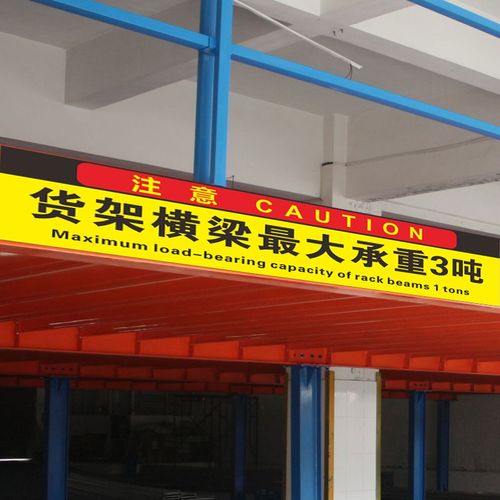 注 意 CAUTION
货架横梁最大承重3吨
Maximum load-bearing capacity of rack beams 1 tons